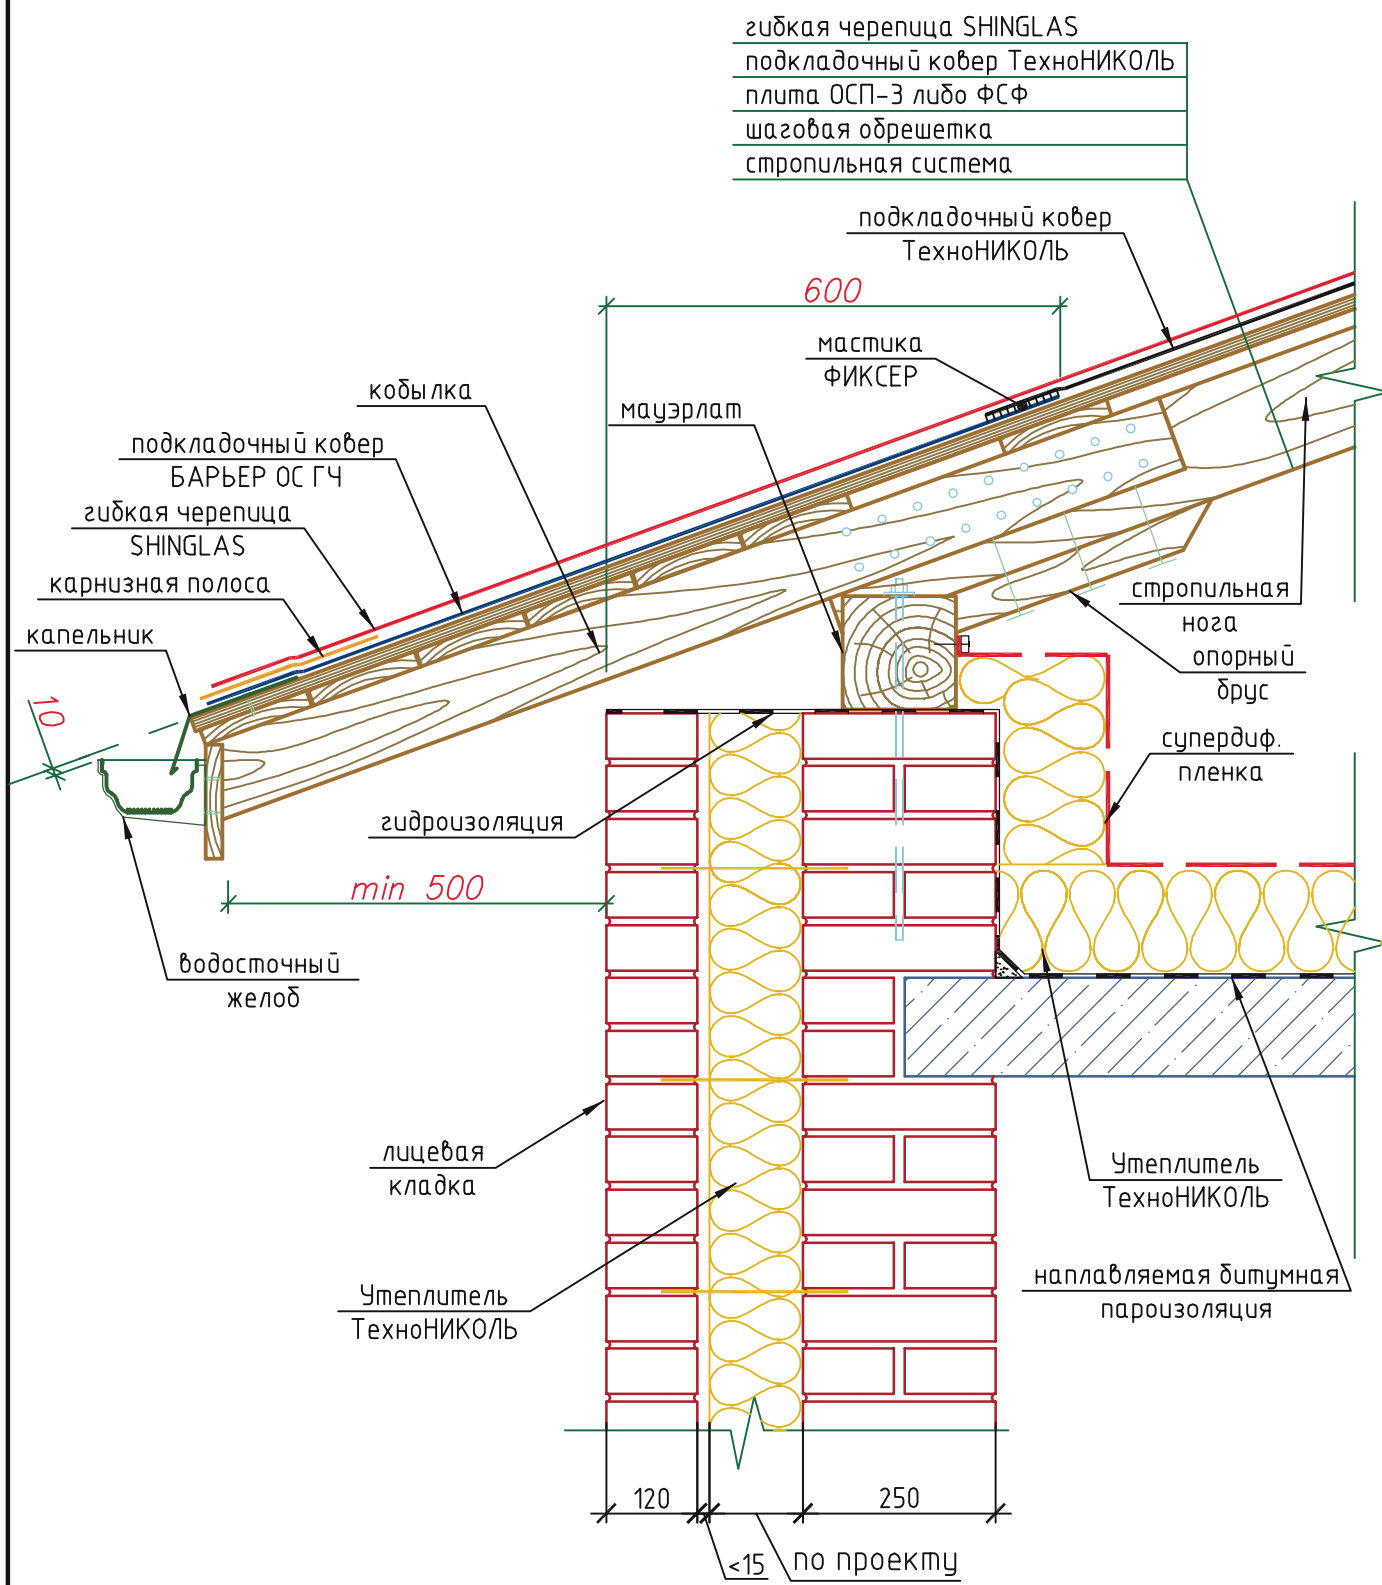 гибкая черепица SHINGLAS
подкладочный ковер ТехноНИКОЛЬ
плита ОСП-3 либо ФСФ
шаговая обрешетка
стропильная система
подкладочный ковер
ТехноНИКОЛЬ
600
мастика
ФИКСЕР
кобылка
мауэрлат
подкладочный ковер
БАРЬЕР ОС ГЧ
гибкая черепица
SHINGLAS
карнизная полоса
капельник
10
стропильная
нога
опорный
брус
супердиф.
пленка
гидроизоляция
min 500
водосточный
желоб
лицевая
кладка
Утеплитель
ТехноНИКОЛЬ
Утеплитель
ТехноНИКОЛЬ
наплавляемая битумная
пароизоляция
120
250
<15
по проекту